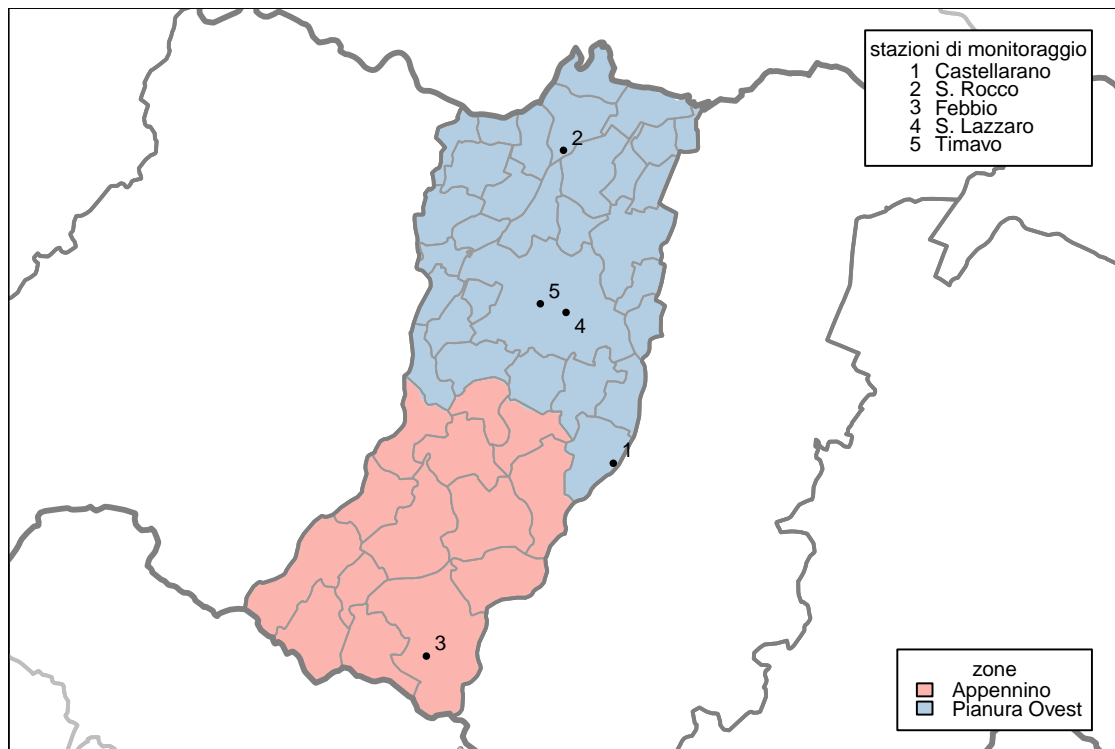 stazioni di monitoraggio
1 Castellarano
2 S. Rocco
3 Febbio
4 S. Lazzaro
5 Timavo
2
5
4
1
3
zone
Appennino
Pianura Ovest